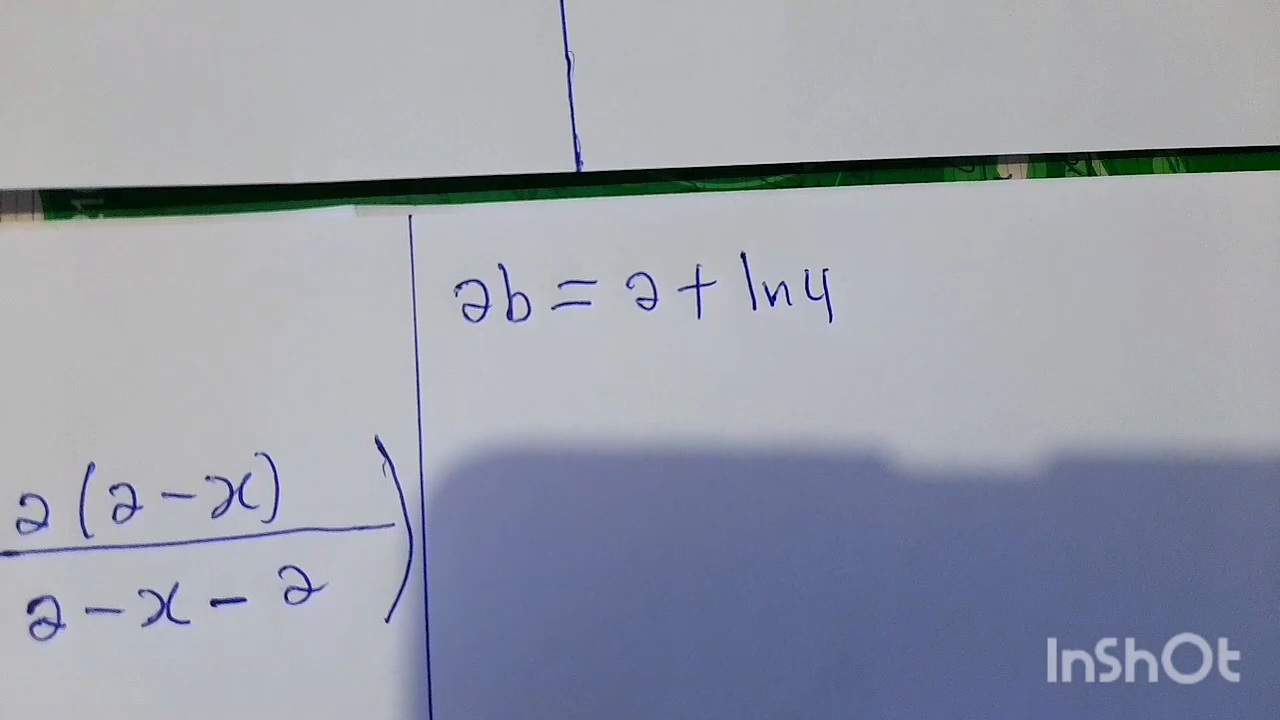 2b = 2 + ln4
2(2-x)
2-x-2
)
InShOt